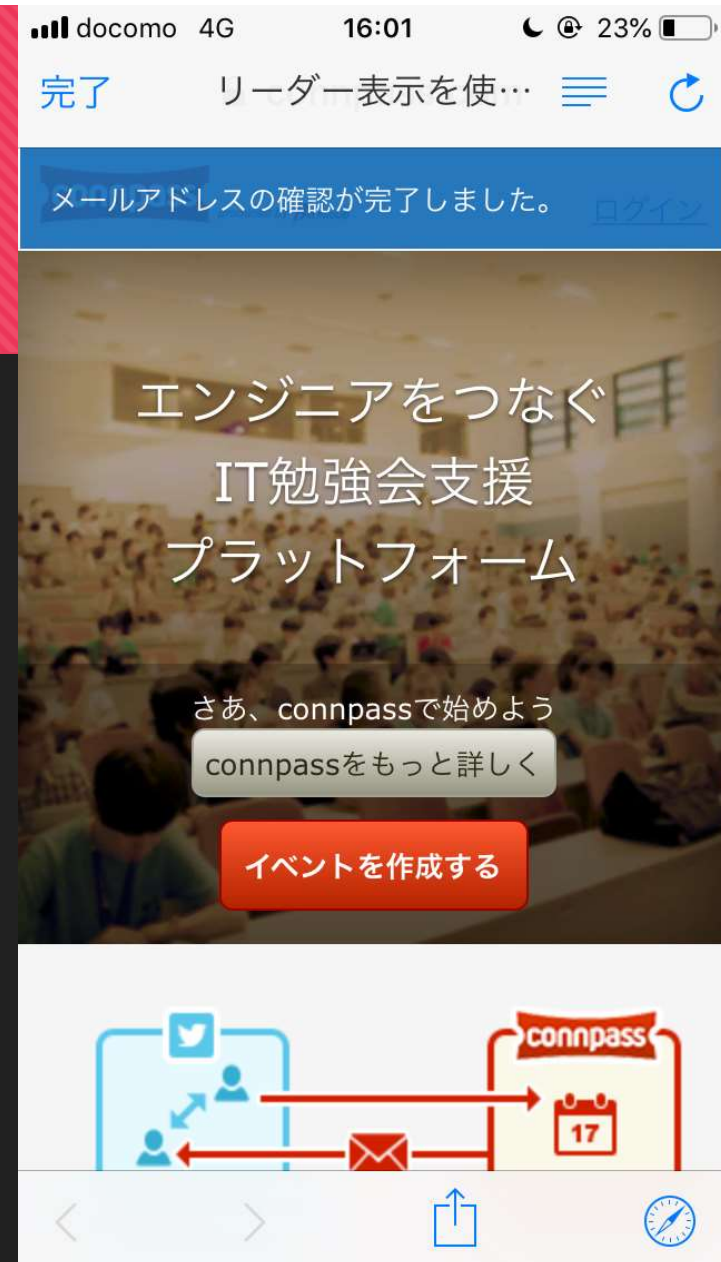 docomo 4G 16:01 23%
完了 リーダー表示を使…
メールアドレスの確認が完了しました。
ログイン
エンジニアをつなぐ
IT勉強会支援
プラットフォーム
さあ、connpassで始めよう
connpassをもっと詳しく
イベントを作成する
connpass
17